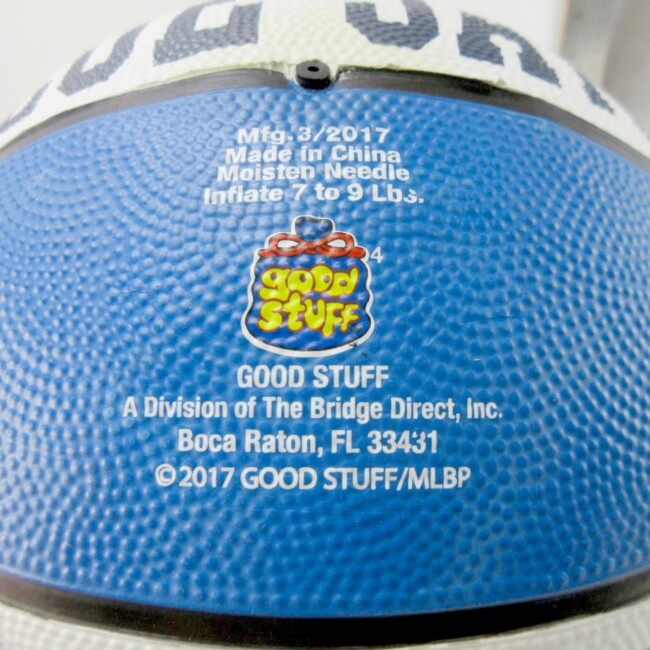 Mfg.3/2017
Made in China
Moisten Needle
Inflate 7 to 9 Lbs.
4
good
stuff
GOOD STUFF
A Division of The Bridge Direct, Inc.
Boca Raton, FL 33431
©2017 GOOD STUFF/MLBP